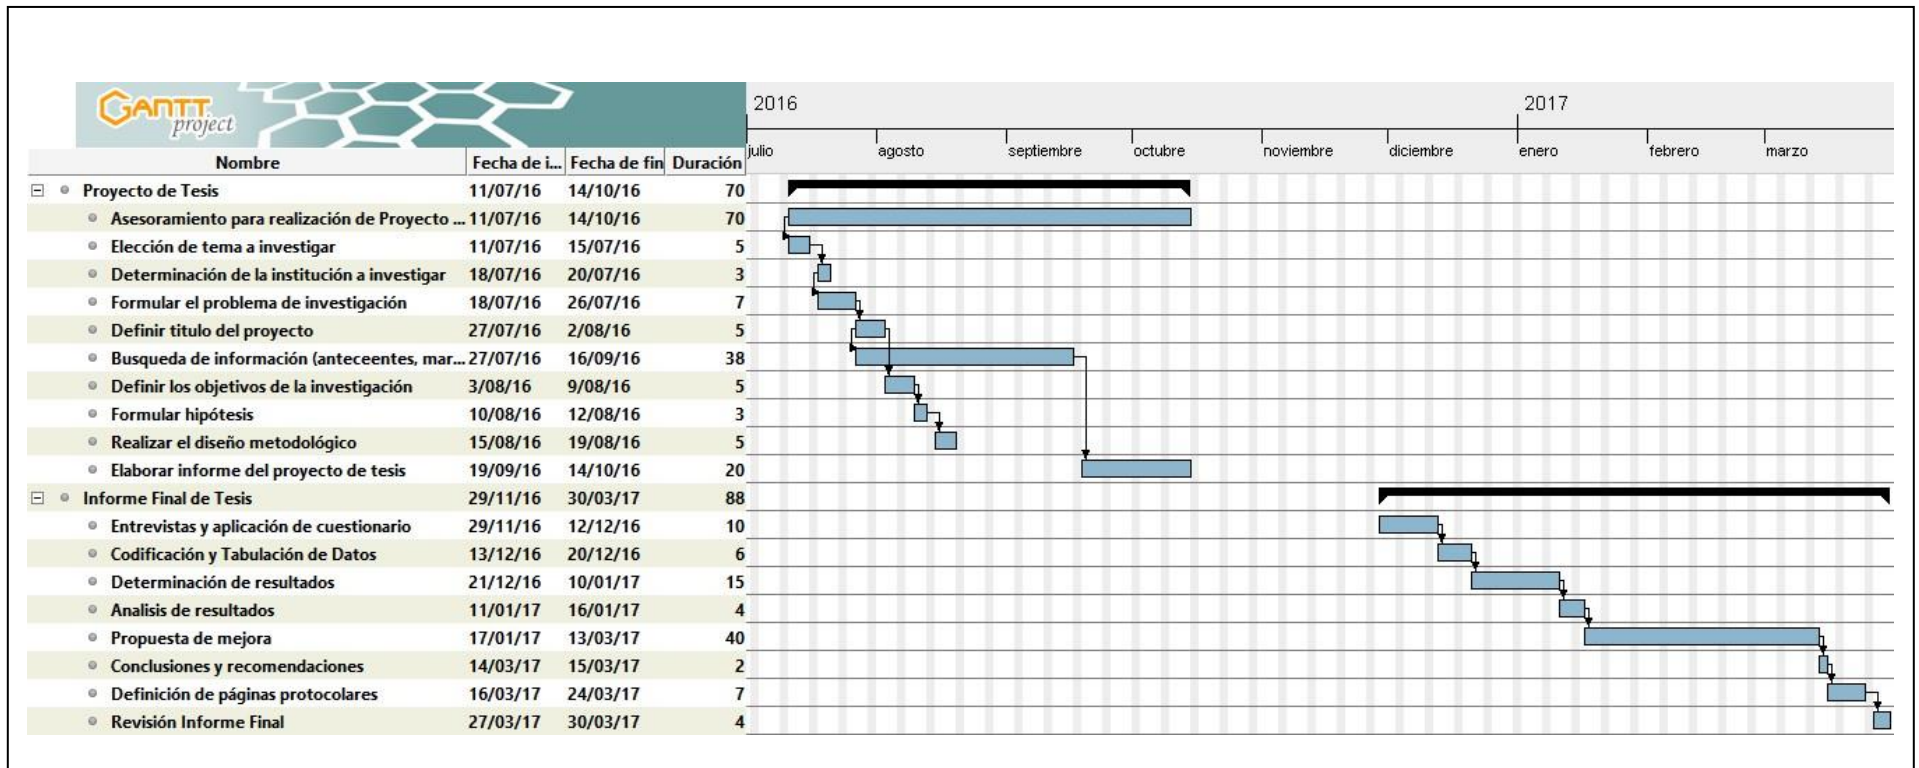 GANTT
project
2016 2017
julio agosto septiembre octubre noviembre diciembre enero febrero marzo
Nombre Fecha de i... Fecha de fin Duración
Proyecto de Tesis 11/07/16 14/10/16 70
Asesoramiento para realización de Proyecto ... 11/07/16 14/10/16 70
Elección de tema a investigar 11/07/16 15/07/16 5
Determinación de la institución a investigar 18/07/16 20/07/16 3
Formular el problema de investigación 18/07/16 26/07/16 7
Definir titulo del proyecto 27/07/16 2/08/16 5
Busqueda de información (anteceentes, mar... 27/07/16 16/09/16 38
Definir los objetivos de la investigación 3/08/16 9/08/16 5
Formular hipótesis 10/08/16 12/08/16 3
Realizar el diseño metodológico 15/08/16 19/08/16 5
Elaborar informe del proyecto de tesis 19/09/16 14/10/16 20
Informe Final de Tesis 29/11/16 30/03/17 88
Entrevistas y aplicación de cuestionario 29/11/16 12/12/16 10
Codificación y Tabulación de Datos 13/12/16 20/12/16 6
Determinación de resultados 21/12/16 10/01/17 15
Analisis de resultados 11/01/17 16/01/17 4
Propuesta de mejora 17/01/17 13/03/17 40
Conclusiones y recomendaciones 14/03/17 15/03/17 2
Definición de páginas protocolares 16/03/17 24/03/17 7
Revisión Informe Final 27/03/17 30/03/17 4